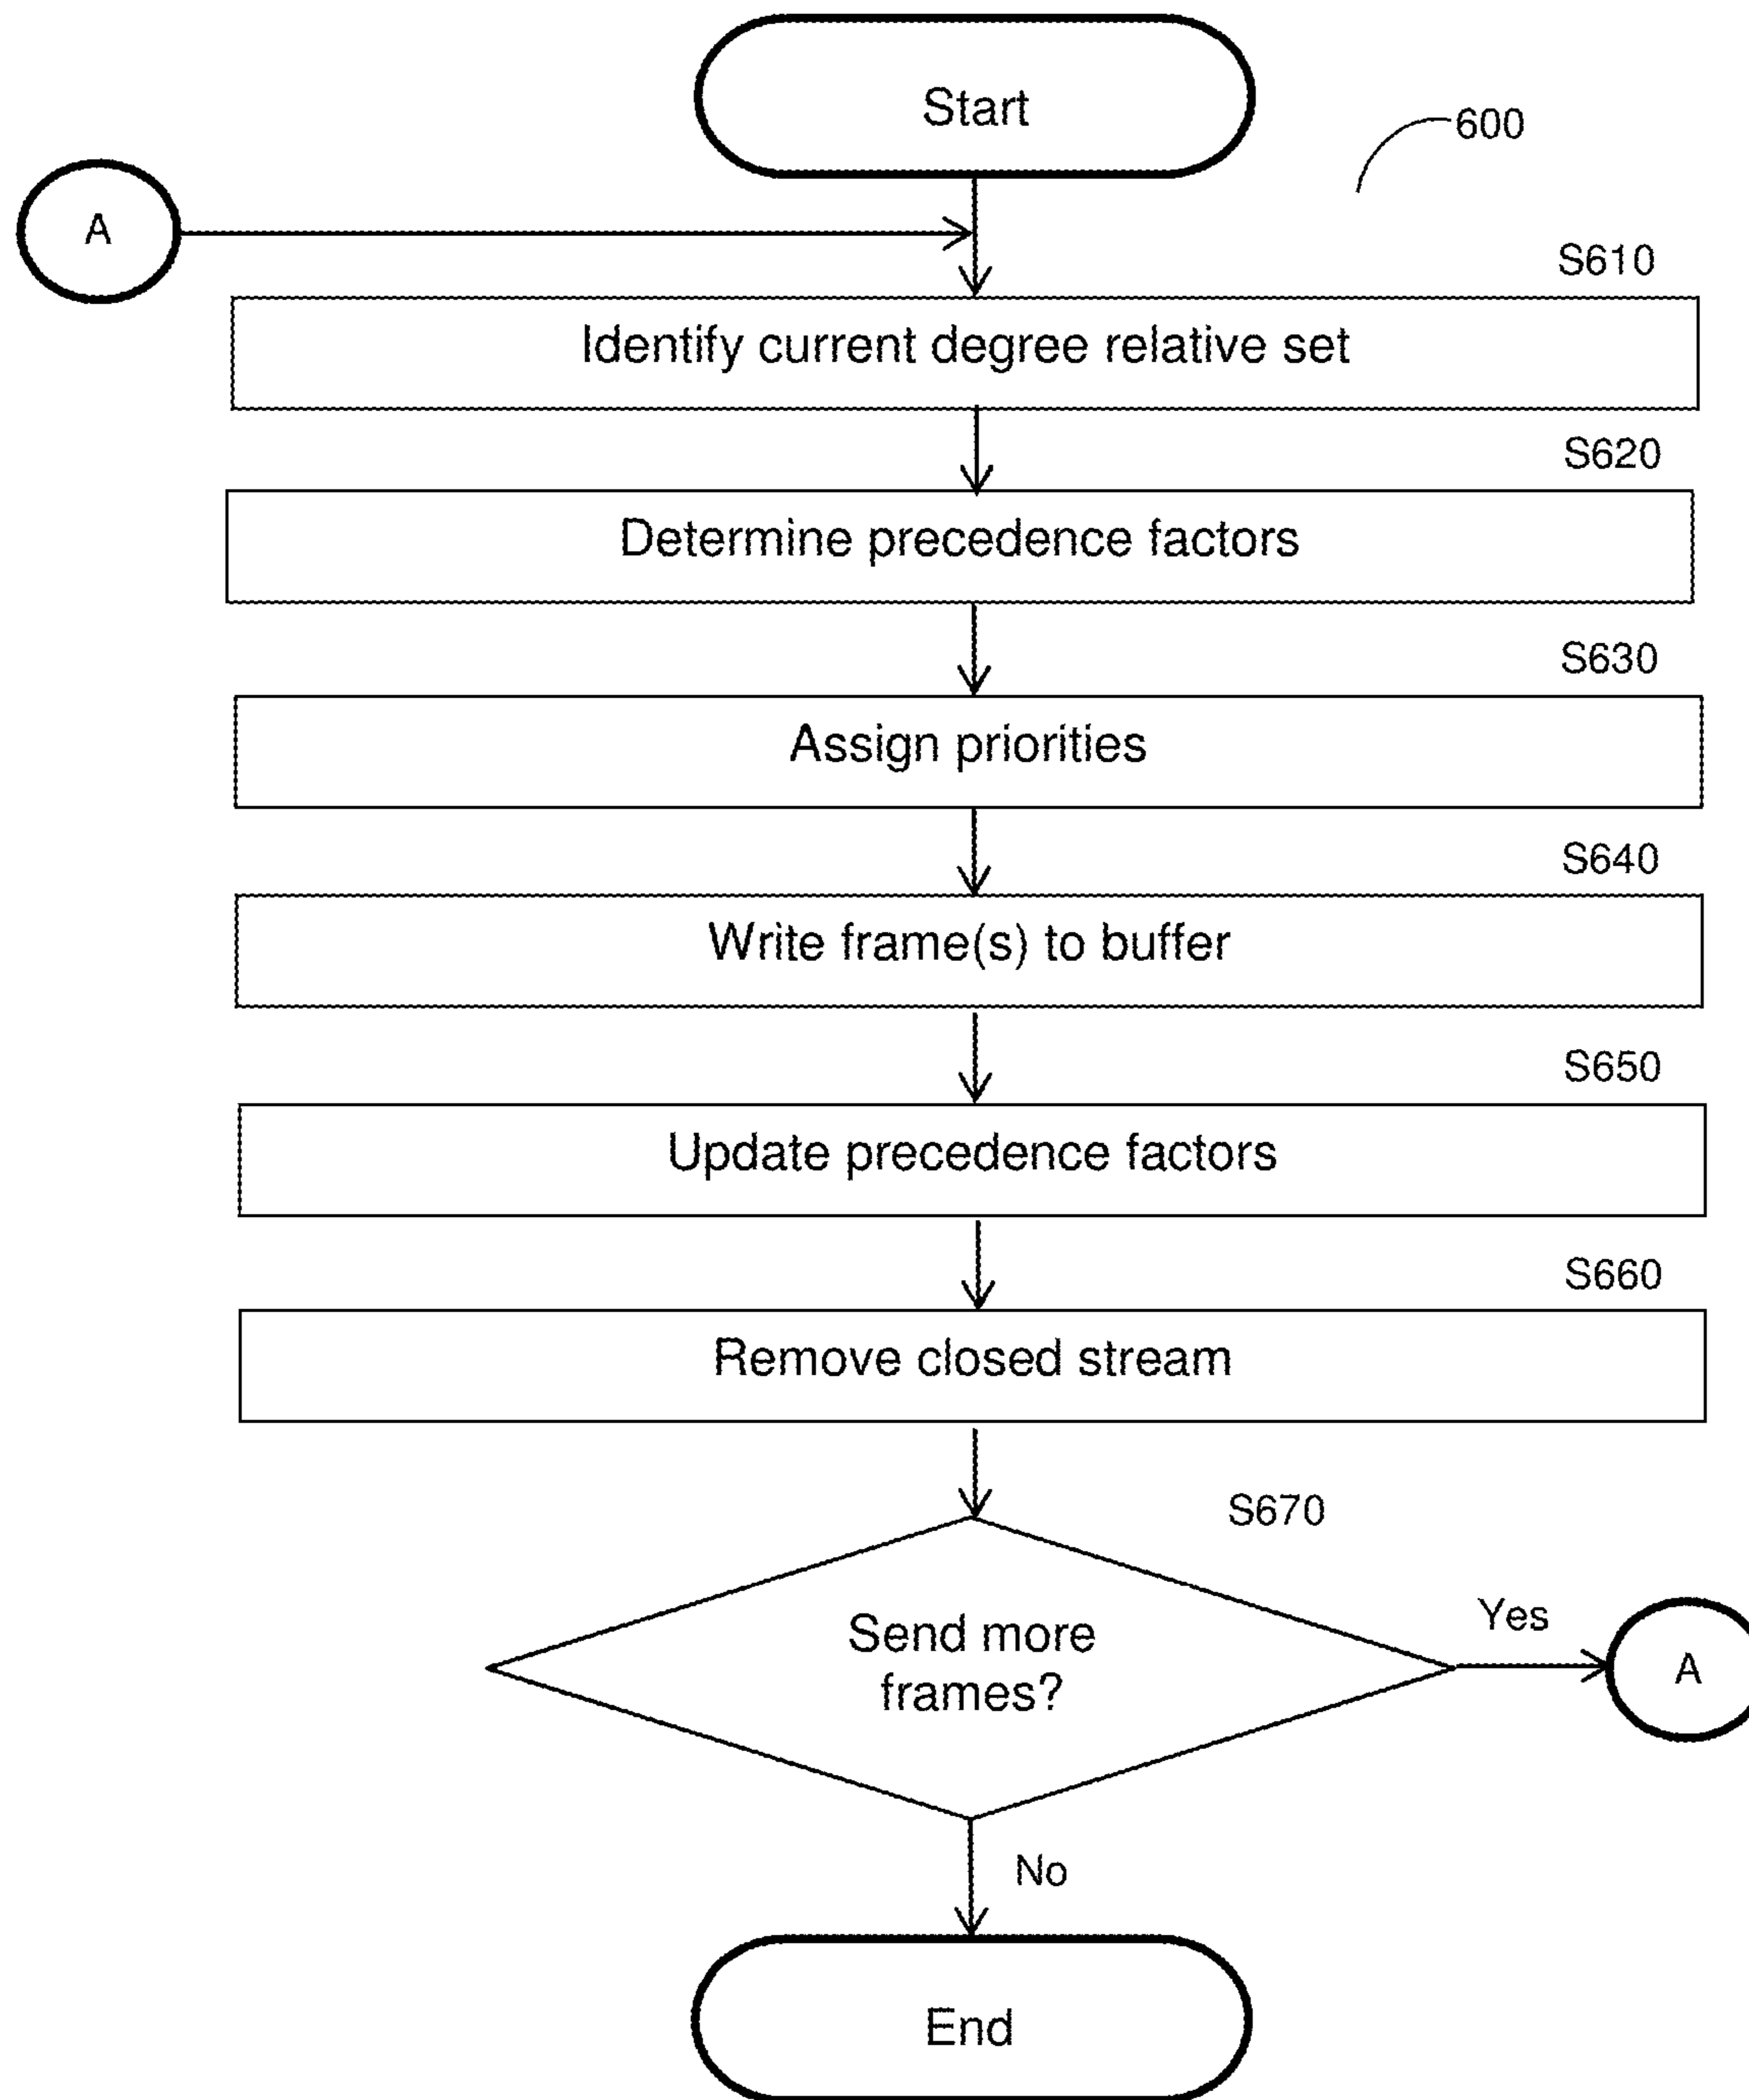 Start
600
A
S610
Identify current degree relative set
S620
Determine precedence factors
S630
Assign priorities
S640
Write frame(s) to buffer
S650
Update precedence factors
S660
Remove closed stream
S670
Send more
frames?
Yes
A
No
End